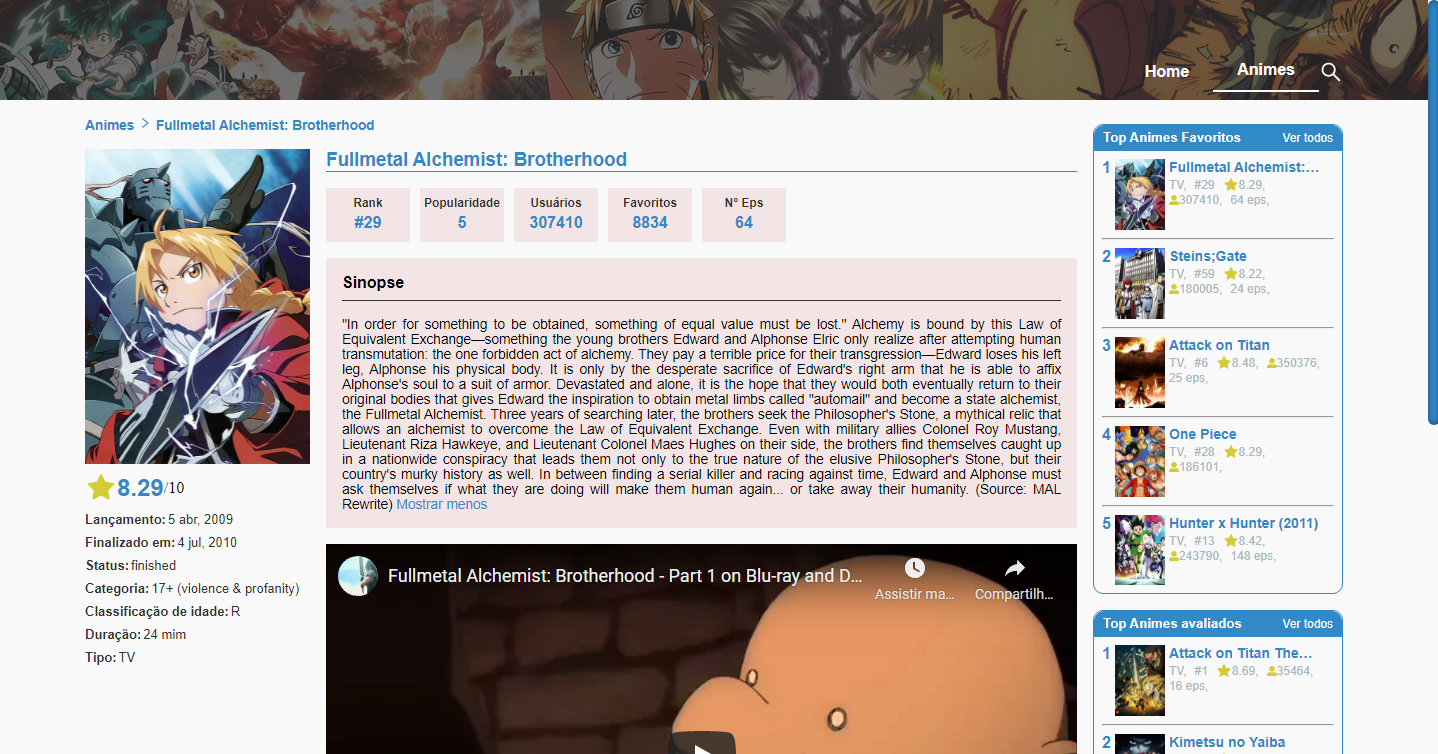 Home
Animes
Animes > Fullmetal Alchemist: Brotherhood
8.29/10
Lançamento: 5 abr, 2009
Finalizado em: 4 jul, 2010
Status: finished
Categoria: 17+ (violence & profanity)
Classificação de idade: R
Duração: 24 mim
Tipo: TV
Fullmetal Alchemist: Brotherhood
Rank
#29
Popularidade
5
Usuários
307410
Favoritos
8834
N° Eps
64
Sinopse
"In order for something to be obtained, something of equal value must be lost." Alchemy is bound by this Law of
Equivalent Exchange—something the young brothers Edward and Alphonse Elric only realize after attempting human
transmutation: the one forbidden act of alchemy. They pay a terrible price for their transgression—Edward loses his left
leg, Alphonse his physical body. It is only by the desperate sacrifice of Edward's right arm that he is able to affix
Alphonse's soul to a suit of armor. Devastated and alone, it is the hope that they would both eventually return to their
original bodies that gives Edward the inspiration to obtain metal limbs called "automail" and become a state alchemist,
the Fullmetal Alchemist. Three years of searching later, the brothers seek the Philosopher's Stone, a mythical relic that
allows an alchemist to overcome the Law of Equivalent Exchange. Even with military allies Colonel Roy Mustang,
Lieutenant Riza Hawkeye, and Lieutenant Colonel Maes Hughes on their side, the brothers find themselves caught up
in a nationwide conspiracy that leads them not only to the true nature of the elusive Philosopher's Stone, but their
country's murky history as well. In between finding a serial killer and racing against time, Edward and Alphonse must
ask themselves if what they are doing will make them human again... or take away their humanity. (Source: MAL
Rewrite) Mostrar menos
Fullmetal Alchemist: Brotherhood - Part 1 on Blu-ray and D...
Assistir ma...
Compartilh...
Top Animes Favoritos
Ver todos
1
Fullmetal Alchemist:...
TV, #29 8.29,
307410, 64 eps,
2
Steins;Gate
TV, #59 8.22,
180005, 24 eps,
3
Attack on Titan
TV, #6 8.48, 350376,
25 eps,
4
One Piece
TV, #28 8.29,
186101,
5
Hunter x Hunter (2011)
TV, #13 8.42,
243790, 148 eps,
Top Animes avaliados
Ver todos
1
Attack on Titan The...
TV, #1 8.69, 35464,
16 eps,
2
Kimetsu no Yaiba